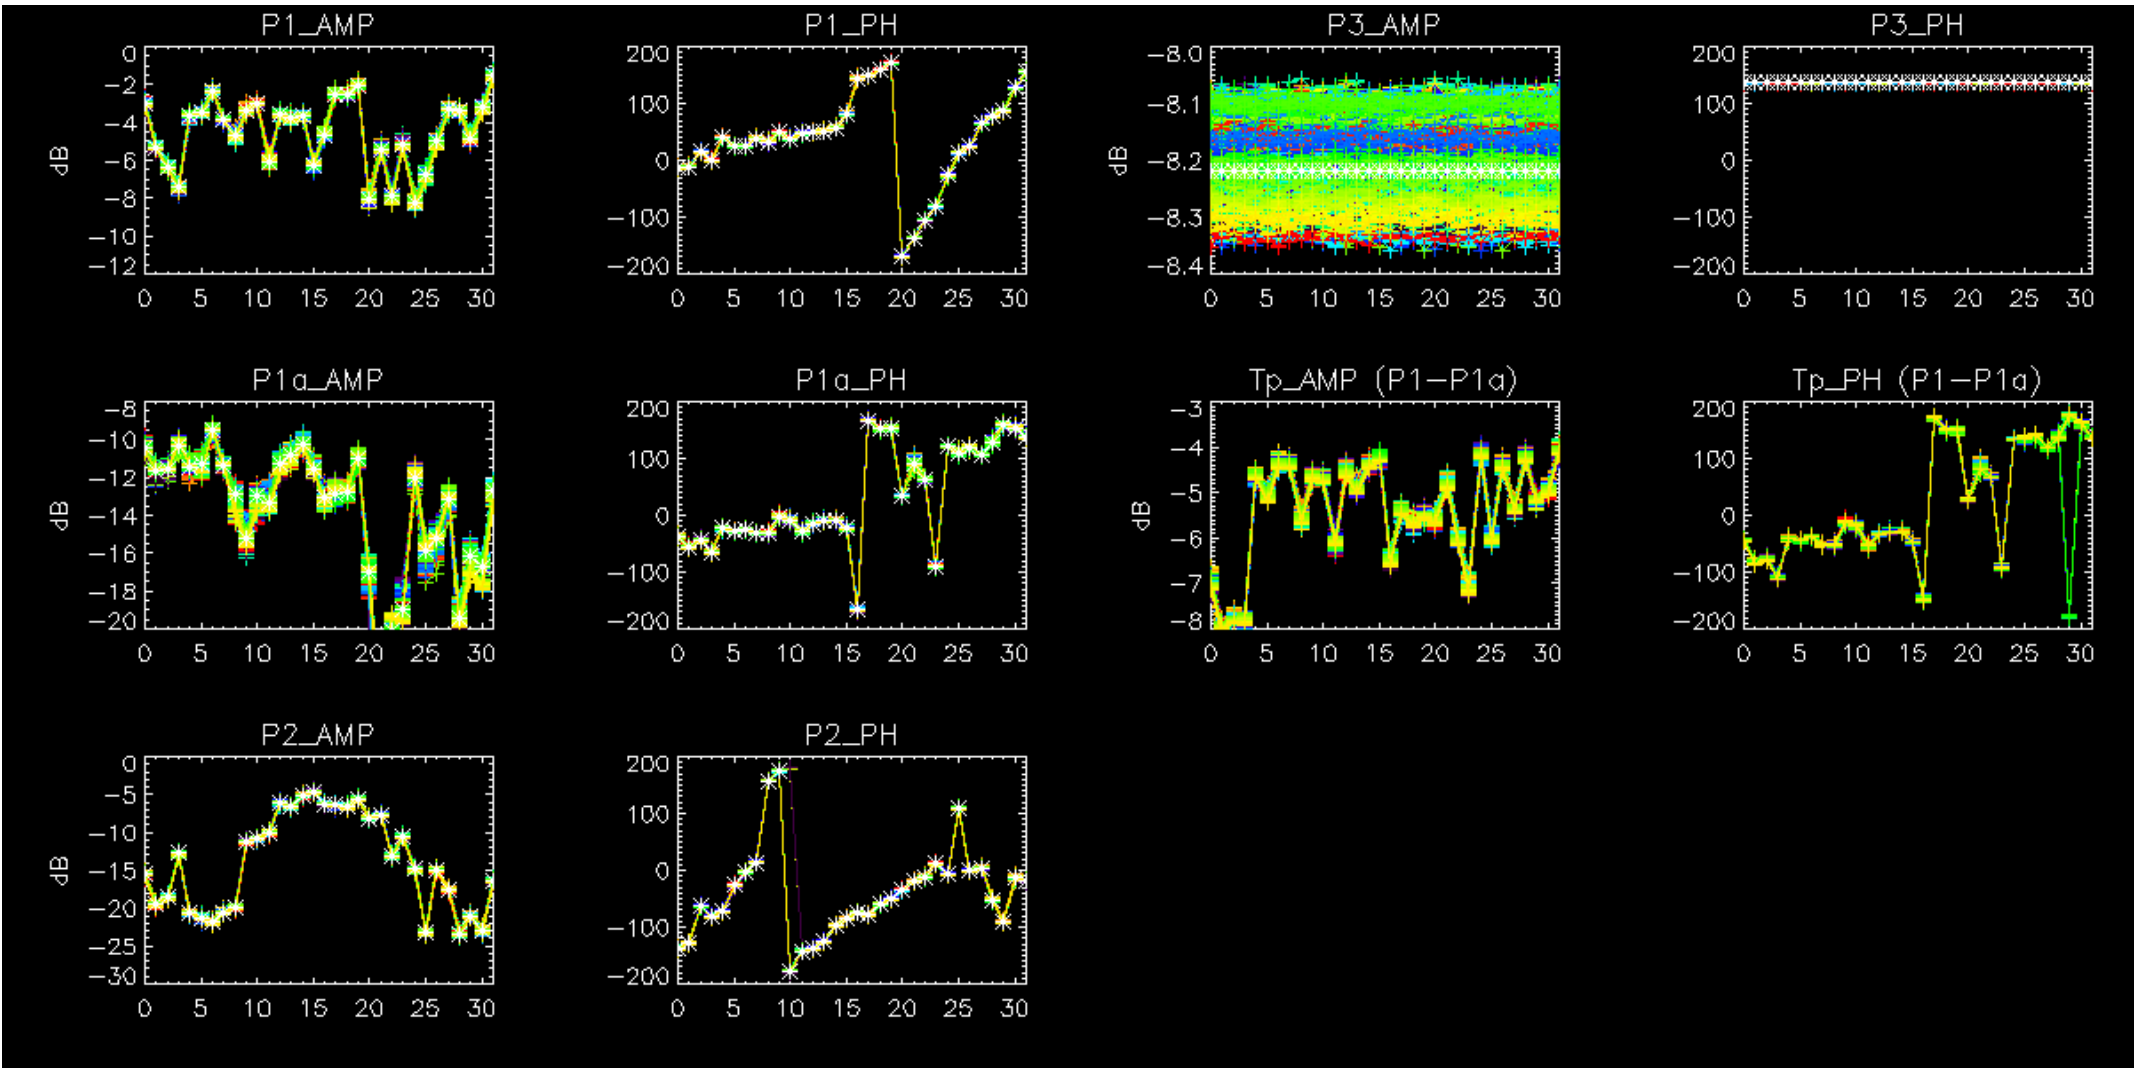 P1_AMP P1_PH P3_AMP P3_PH
0 200 -8.0 200
-2 100 -8.1 100
-4 0 -8.2 0
-6 -100 -8.3 -100
-8 -200 -8.4 -200
-10
-12
dB dB
0 5 10 15 20 25 30 0 5 10 15 20 25 30 0 5 10 15 20 25 30 0 5 10 15 20 25 30
P1a_AMP P1a_PH Tp_AMP (P1-P1a) Tp_PH (P1-P1a)
-8 200 -3 200
-10 100 -4 100
-12 0 -5 0
-14 -100 -6 -100
-16 -200 -7 -200
-18 -8
-20
dB dB
0 5 10 15 20 25 30 0 5 10 15 20 25 30 0 5 10 15 20 25 30 0 5 10 15 20 25 30
P2_AMP P2_PH
0 200
-5 100
-10 0
-15 -100
-20 -200
-25
-30
dB
0 5 10 15 20 25 30 0 5 10 15 20 25 30